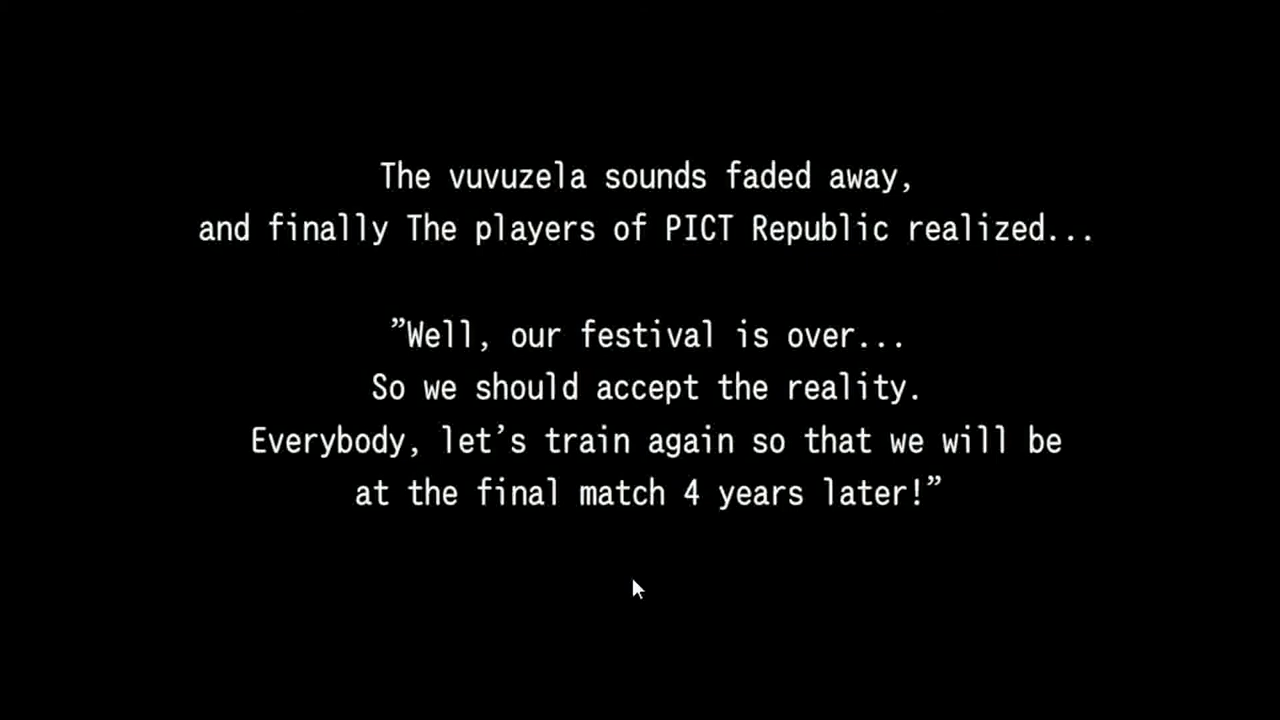 The vuvuzela sounds faded away,
and finally The players of PICT Republic realized...
”Well, our festival is over...
So we should accept the reality.
Everybody, let’s train again so that we will be
at the final match 4 years later!”